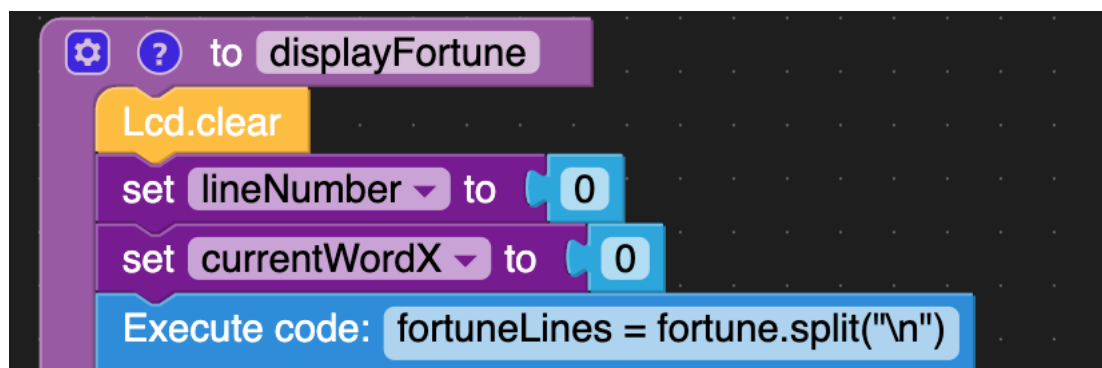 ? to displayFortune
Lcd.clear
set lineNumber to 0
set currentWordX to 0
Execute code: fortuneLines = fortune.split("\n")